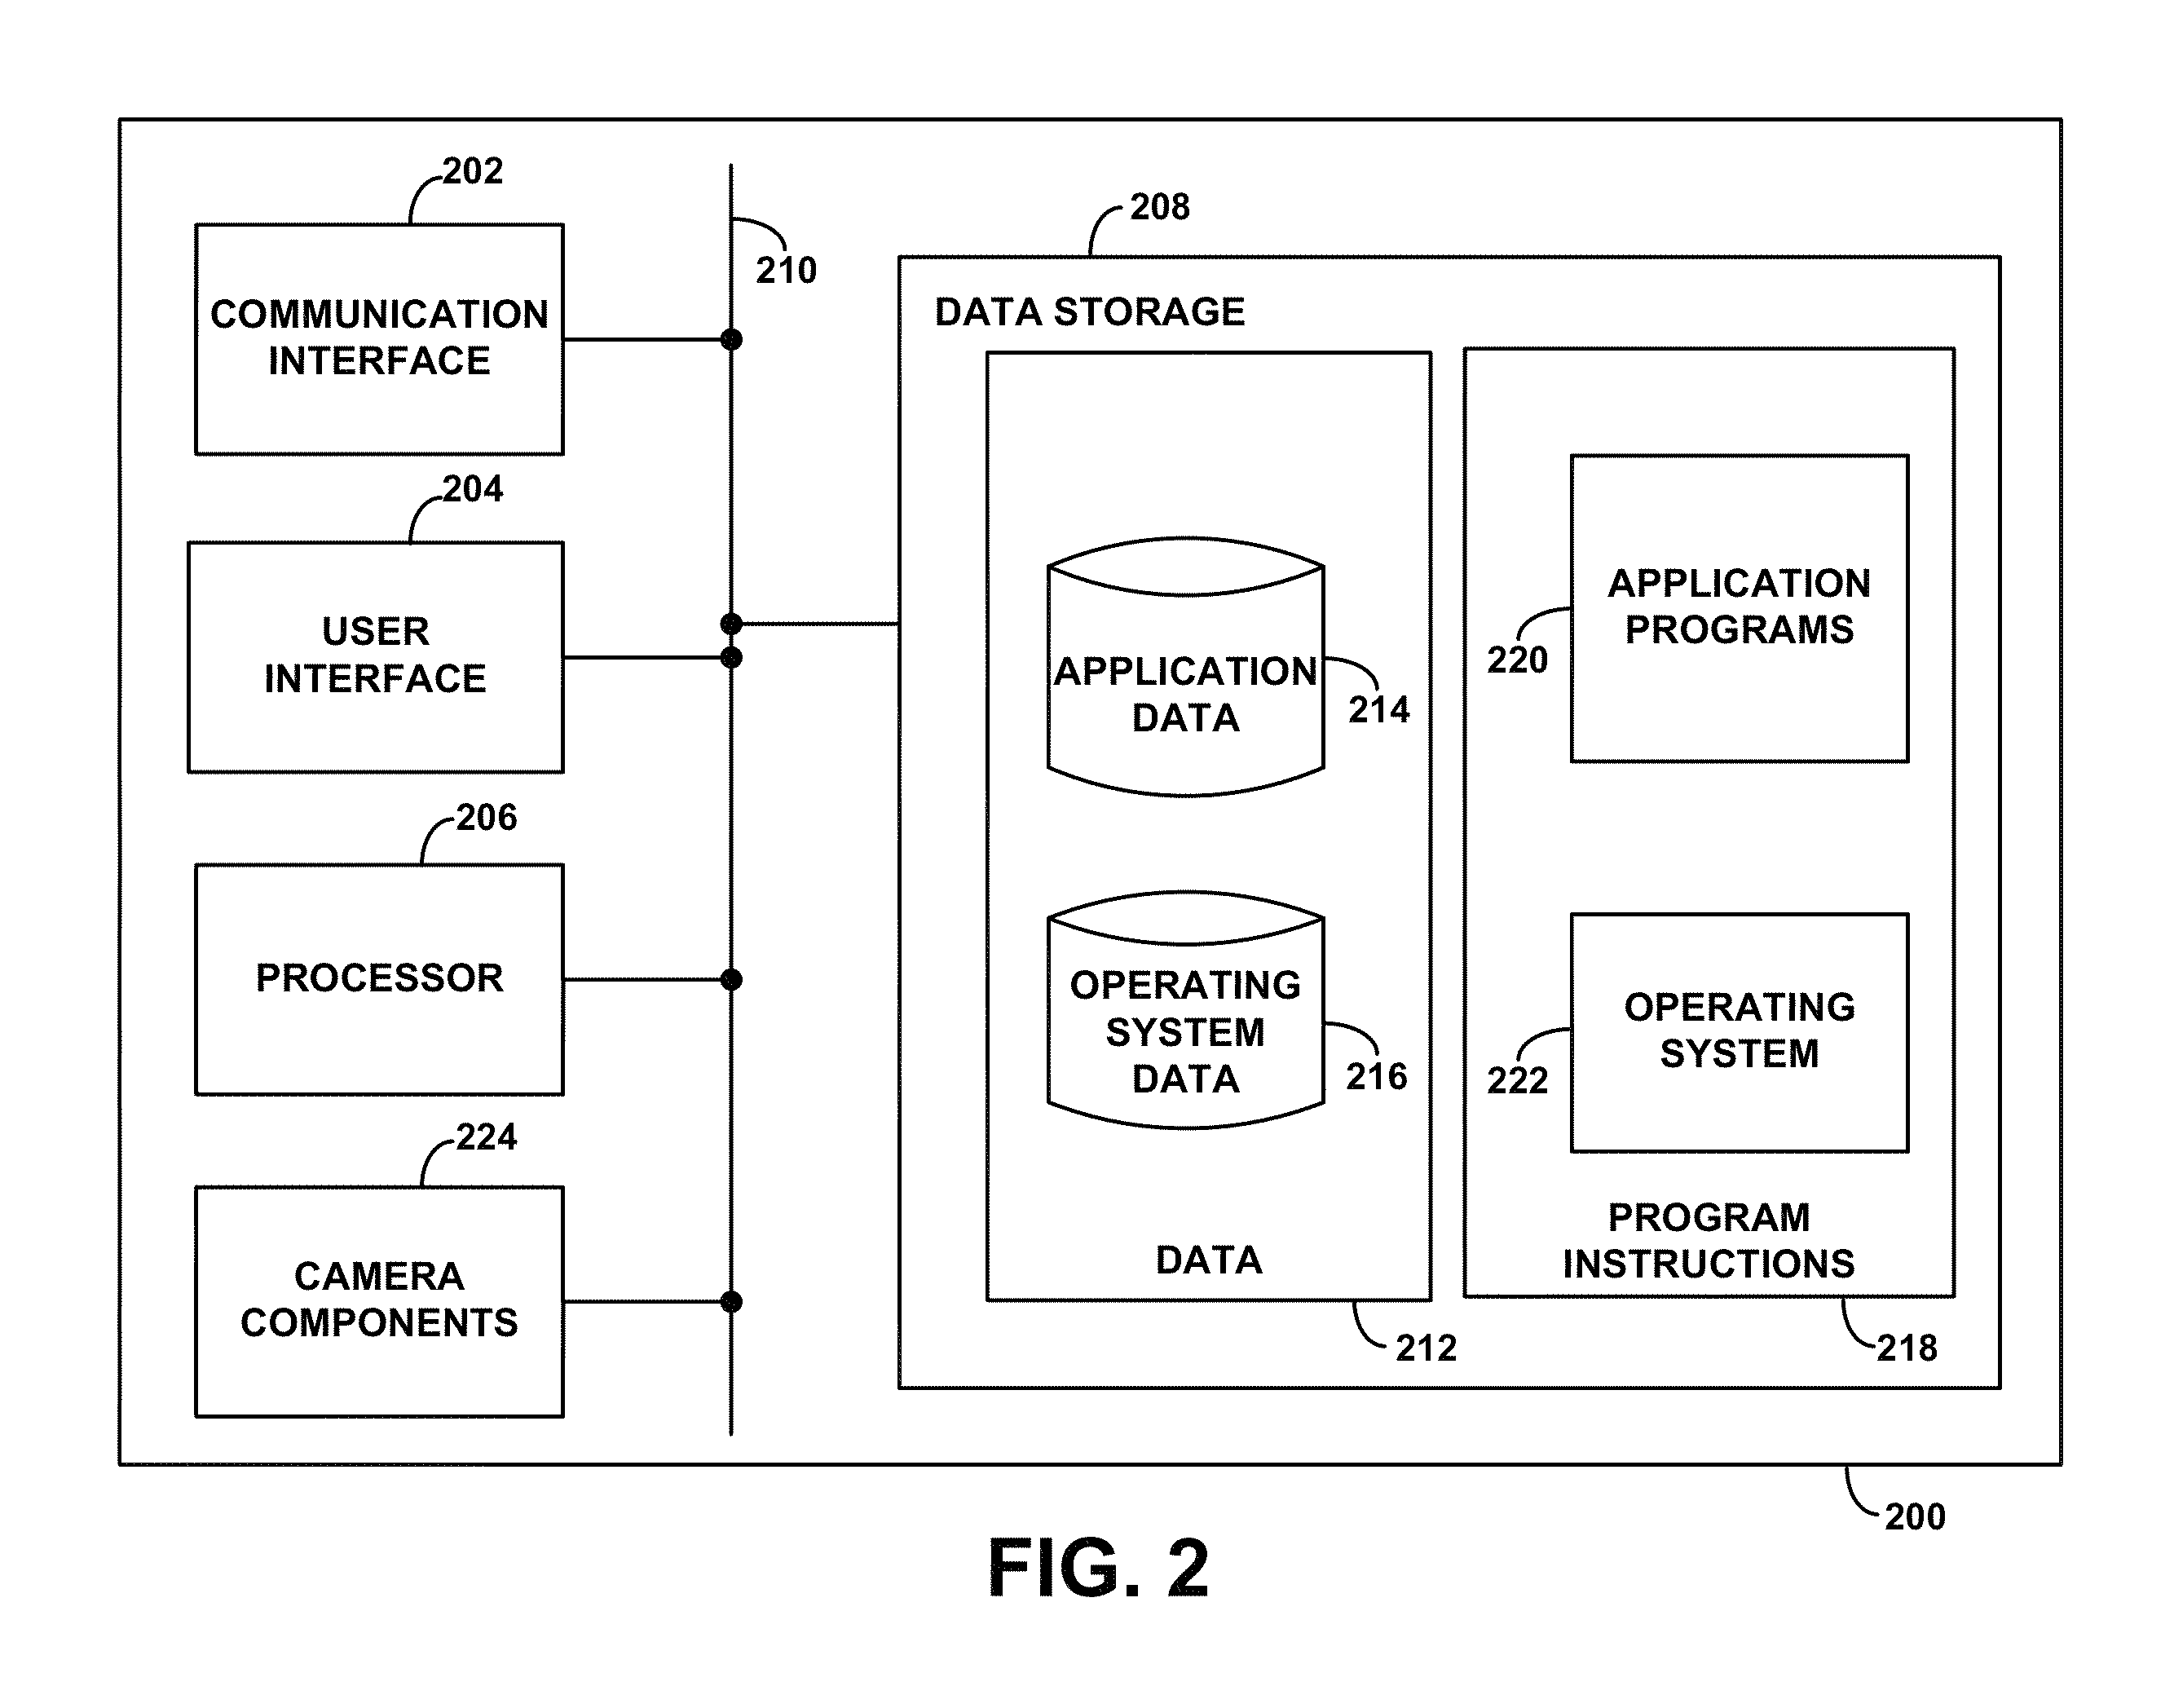 202
COMMUNICATION
INTERFACE
204
USER
INTERFACE
206
PROCESSOR
224
CAMERA
COMPONENTS
210
208
DATA STORAGE
APPLICATION
DATA
214
OPERATING
SYSTEM
DATA
216
DATA
212
APPLICATION
PROGRAMS
220
OPERATING
SYSTEM
222
PROGRAM
INSTRUCTIONS
218
200
FIG. 2